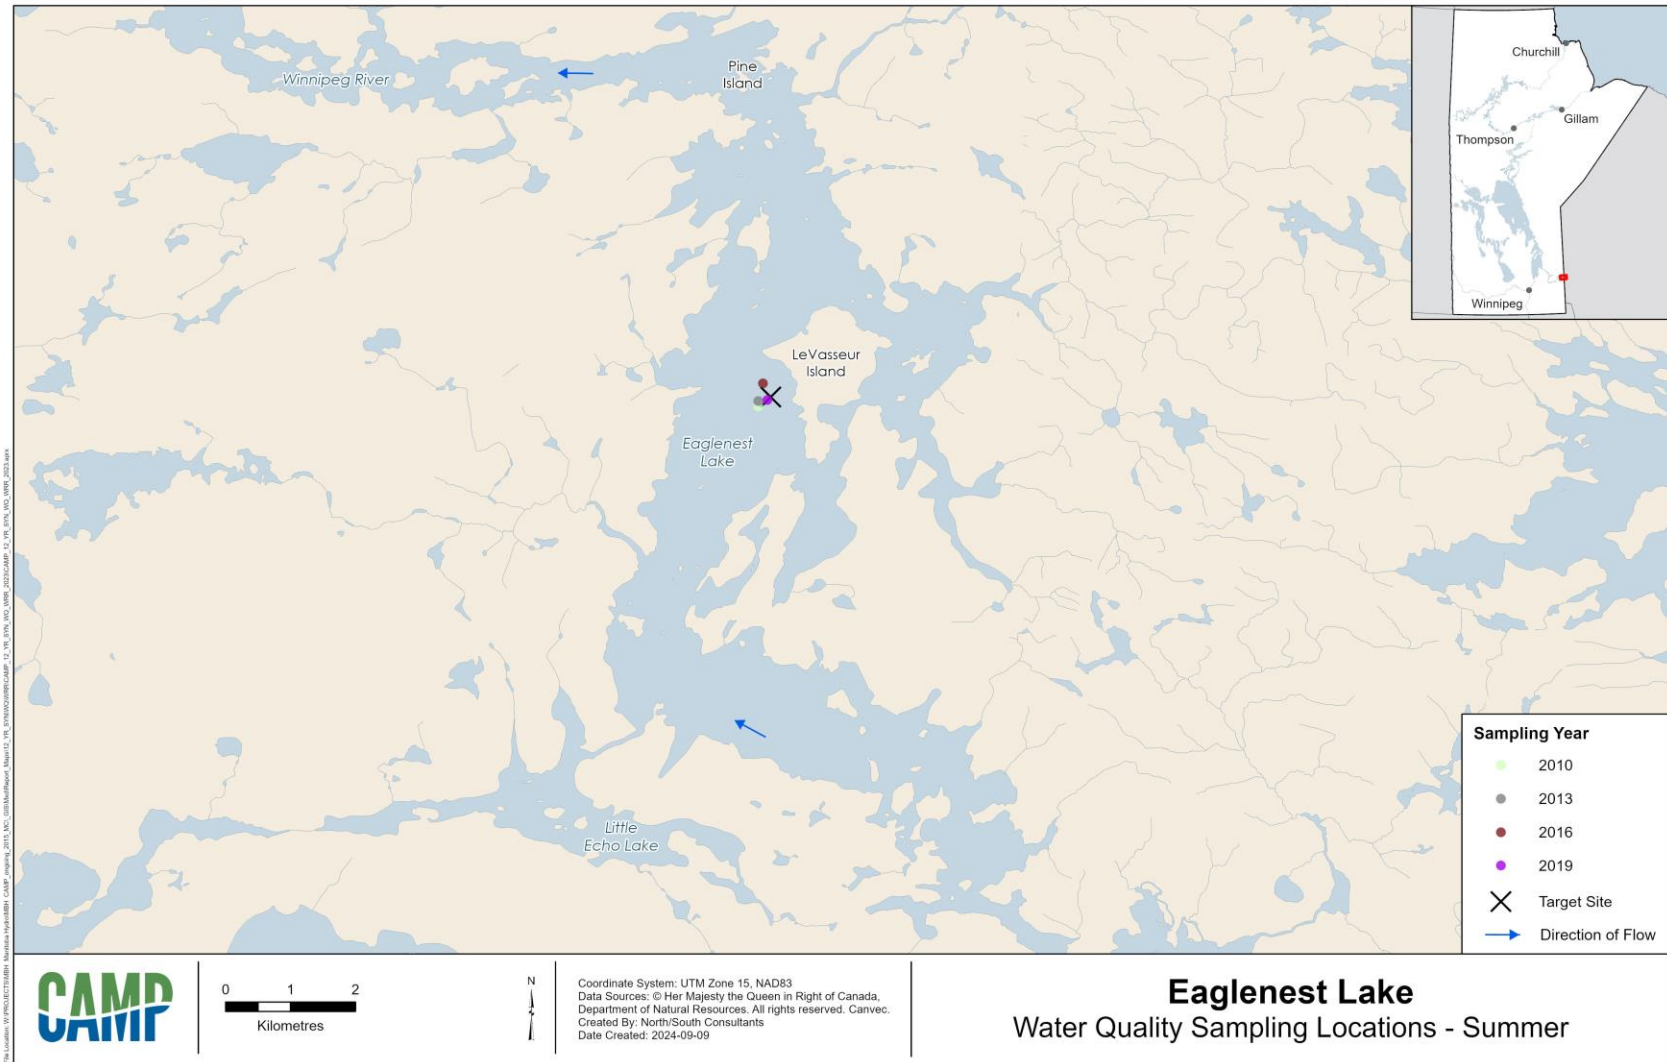 Winnipeg River
Pine
Island
Churchill
Gillam
Thompson
Winnipeg
LeVasseur
Island
Eaglenest
Lake
Little
Echo Lake
Sampling Year
2010
2013
2016
2019
Target Site
Direction of Flow
CAMP
0 1 2
Kilometres
N
Coordinate System: UTM Zone 15, NAD83
Data Sources: © Her Majesty the Queen in Right of Canada,
Department of Natural Resources. All rights reserved. Canvec.
Created By: North/South Consultants
Date Created: 2024-09-09
Eaglenest Lake
Water Quality Sampling Locations - Summer